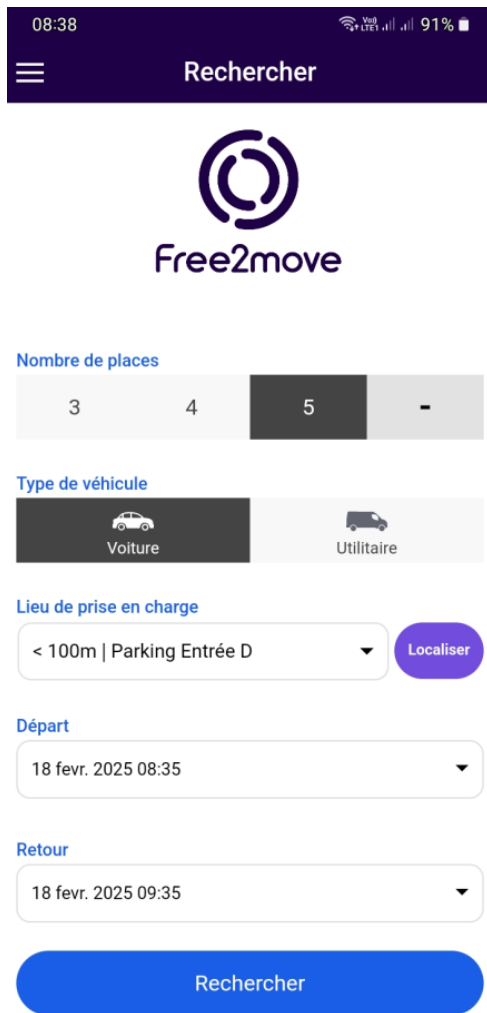 08:38 Vo)) LTE1 91%
Rechercher
Free2move
Nombre de places
3 4 5 -
Type de véhicule
Voiture Utilitaire
Lieu de prise en charge
< 100m | Parking Entrée D Localiser
Départ
18 fevr. 2025 08:35
Retour
18 fevr. 2025 09:35
Rechercher